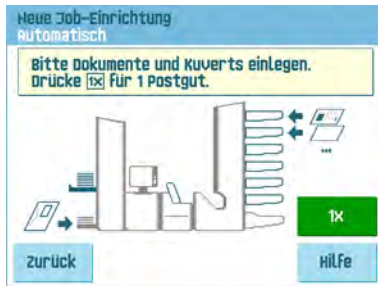 Neue Job-Einrichtung
Automatisch
Bitte Dokumente und Kuverts einlegen.
Drücke 1x für 1 Postgut.
...
1x
zurück
Hilfe